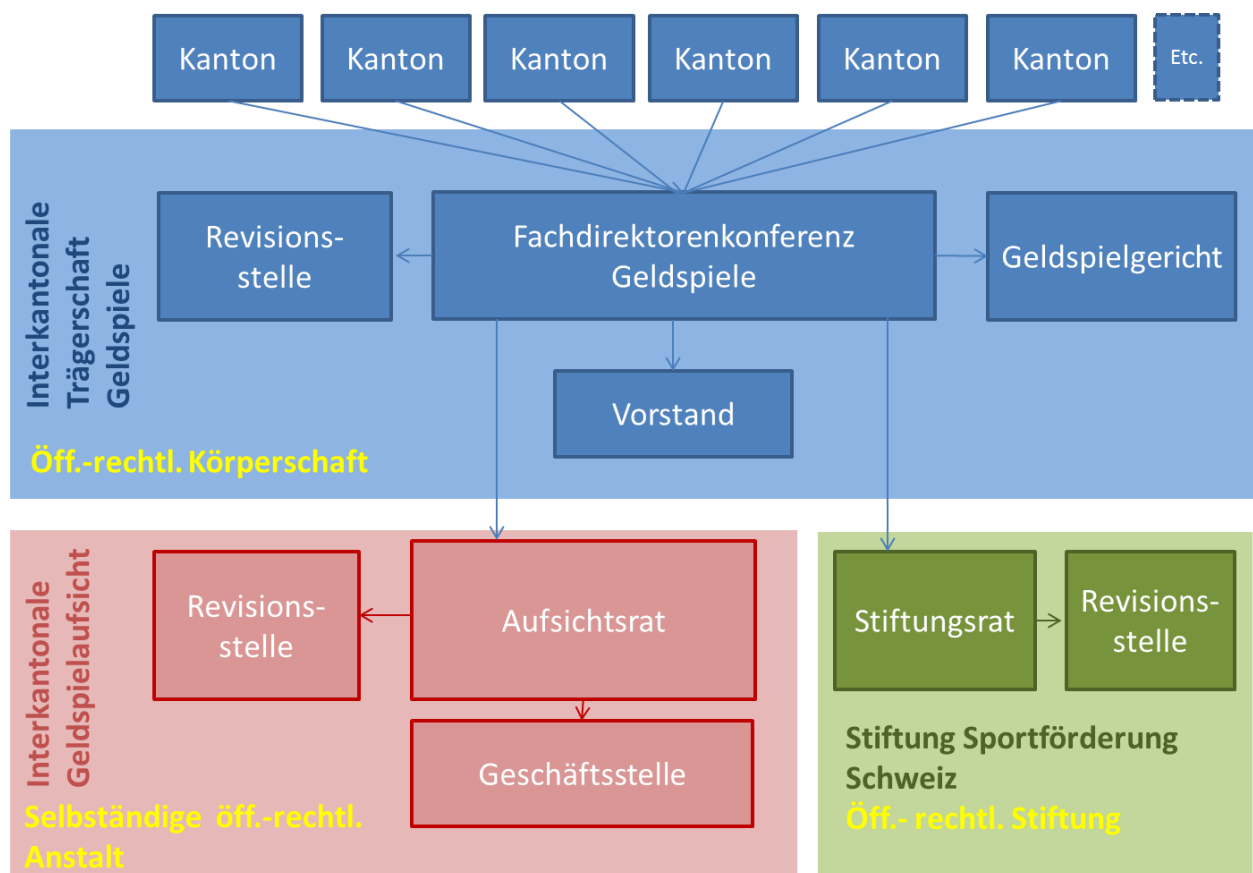 Kanton
Kanton
Kanton
Kanton
Kanton
Kanton
Etc.
Interkantonale
Trägerschaft
Geldspiele
Revisions-
stelle
Fachdirektorenkonferenz
Geldspiele
Geldspielgericht
Vorstand
Öff.-rechtl. Körperschaft
Interkantonale
Geldspielaufsicht
Revisions-
stelle
Aufsichtsrat
Geschäftsstelle
Selbständige öff.-rechtl.
Anstalt
Stiftungsrat
Revisions-
stelle
Stiftung Sportförderung
Schweiz
Öff.- rechtl. Stiftung